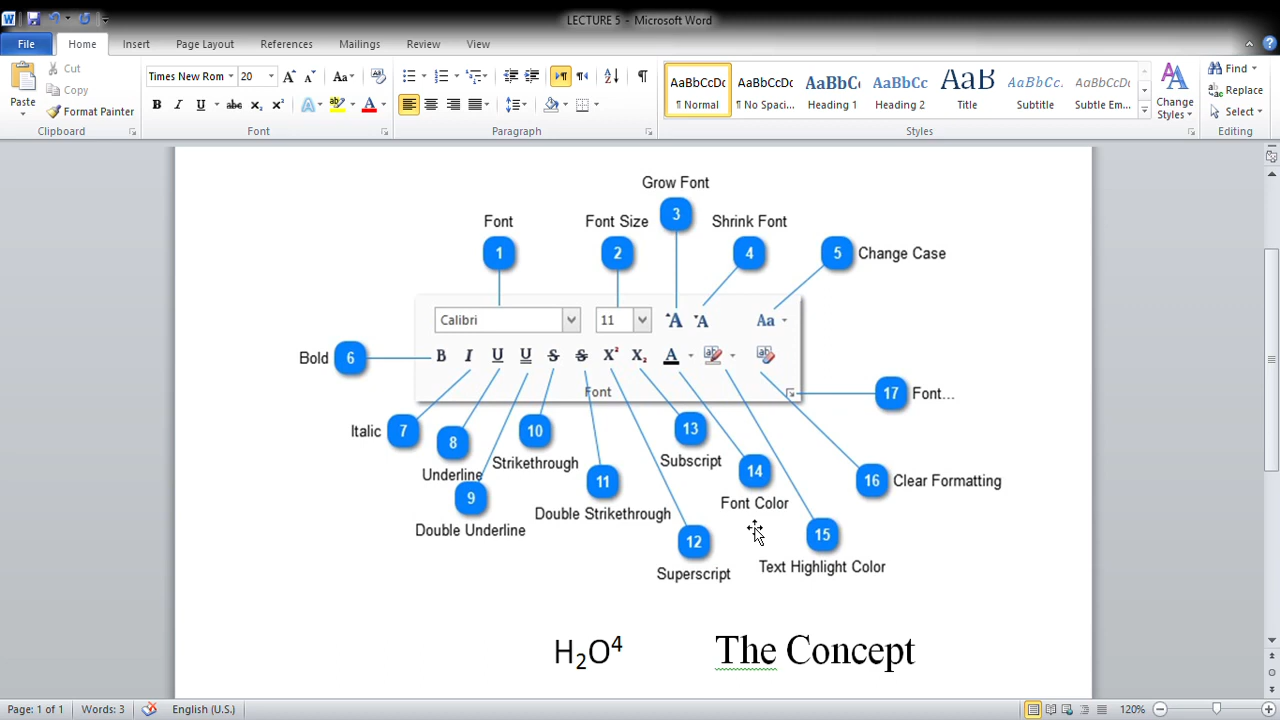 LECTURE 5 - Microsoft Word
File Home Insert Page Layout References Mailings Review View
Paste
Cut
Copy
Format Painter
Clipboard
Times New Rom 20
Font
Paragraph
AaBbCcDc AaBbCcDc AaBbC AaBbCc AaB AaBbCc. AaBbCcDc
¶ Normal ¶ No Spaci... Heading 1 Heading 2 Title Subtitle Subtle Em...
Change Styles
Styles
Find
Replace
Select
Editing
Grow Font
3
Font
1
Font Size
2
Shrink Font
4
5 Change Case
Calibri 11 A A Aa
Bold 6
B I U U S S X² X₂ A ab ab
Font
17 Font...
Italic 7
8
Underline
9
Double Underline
10
Strikethrough
11
Double Strikethrough
12
Superscript
13
Subscript
14
Font Color
15
Text Highlight Color
16 Clear Formatting
H₂O⁴ The Concept
Page: 1 of 1 Words: 3 English (U.S.) 120%